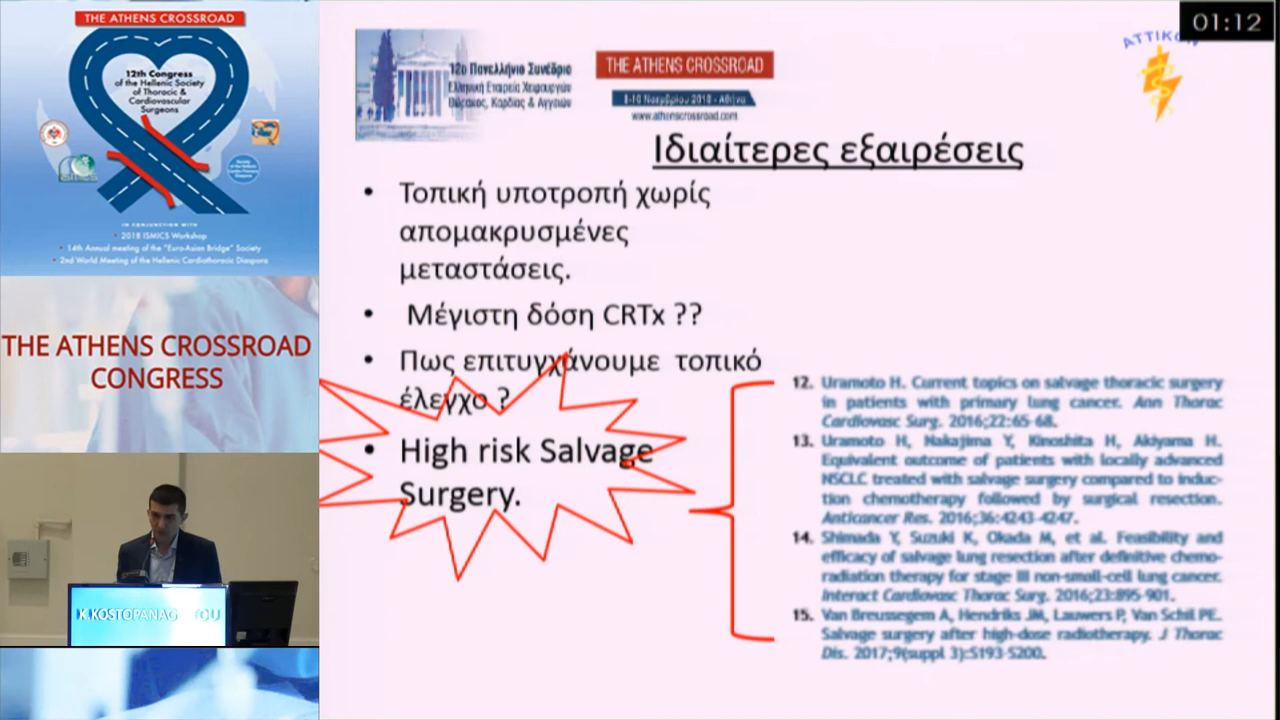 THE ATHENS CROSSROAD
12th Congress
of the Hellenic Society
of Thoracic &
Cardiovascular
Surgeons
IN CONJUNCTION WITH
• 2018 ISMICS Workshop
• 14th Annual meeting of the "Euro-Asian Bridge" Society
• 2nd World Meeting of the Hellenic Cardiothoracic Diaspora
THE ATHENS CROSSROAD
CONGRESS
K.KOSTOPANAG
01:12
ΑΤΤΙΚΟΝ
12ο Πανελλήνιο Συνέδριο
Ελληνική Εταιρεία Χειρουργών
Θώρακος, Καρδιάς & Αγγείων
THE ATHENS CROSSROAD
8-10 Νοεμβρίου 2018 - Αθήνα
www.athenscrossroad.com
Ιδιαίτερες εξαιρέσεις
• Τοπική υποτροπή χωρίς
απομακρυσμένες
μεταστάσεις.
• Μέγιστη δόση CRTx ??
• Πως επιτυγχάνουμε τοπικό
έλεγχο ?
• High risk Salvage
Surgery.
12. Uramoto H. Current topics on salvage thoracic surgery
in patients with primary lung cancer. Ann Thorac
Cardiovasc Surg. 2016;22:65-68.
13. Uramoto H, Nakajima Y, Kinoshita H, Akiyama H.
Equivalent outcome of patients with locally advanced
NSCLC treated with salvage surgery compared to induc-
tion chemotherapy followed by surgical resection.
Anticancer Res. 2016;36:4243-4247.
14. Shimada Y, Suzuki K, Okada M, et al. Feasibility and
efficacy of salvage lung resection after definitive chemo-
radiation therapy for stage III non-small-cell lung cancer.
Interact Cardiovasc Thorac Surg. 2016;23:895-901.
15. Van Breussegem A, Hendriks JM, Lauwers P, Van Schil PE.
Salvage surgery after high-dose radiotherapy. J Thorac
Dis. 2017;9(suppl 3):S193-S200.